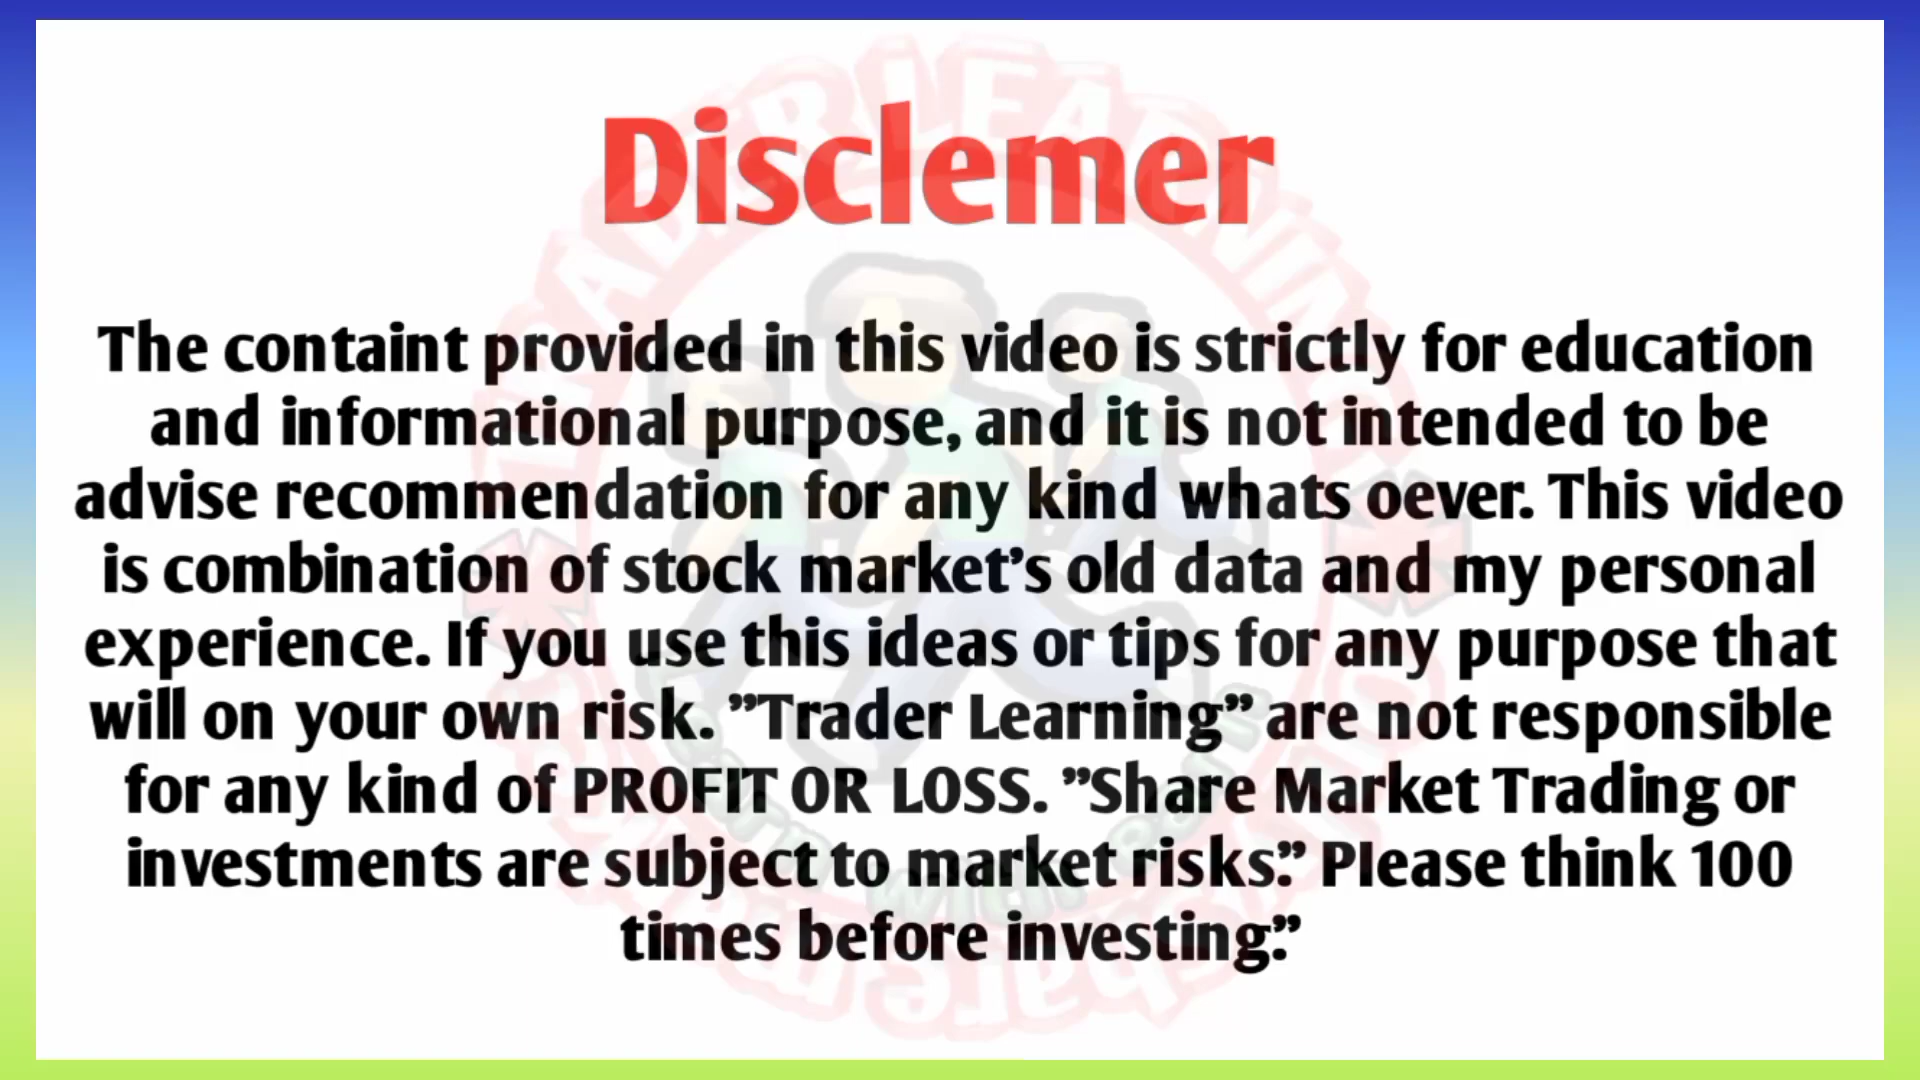 Disclemer
The containt provided in this video is strictly for education
and informational purpose, and it is not intended to be
advise recommendation for any kind whats oever. This video
is combination of stock market’s old data and my personal
experience. If you use this ideas or tips for any purpose that
will on your own risk. ”Trader Learning” are not responsible
for any kind of PROFIT OR LOSS. ”Share Market Trading or
investments are subject to market risks.” Please think 100
times before investing.”